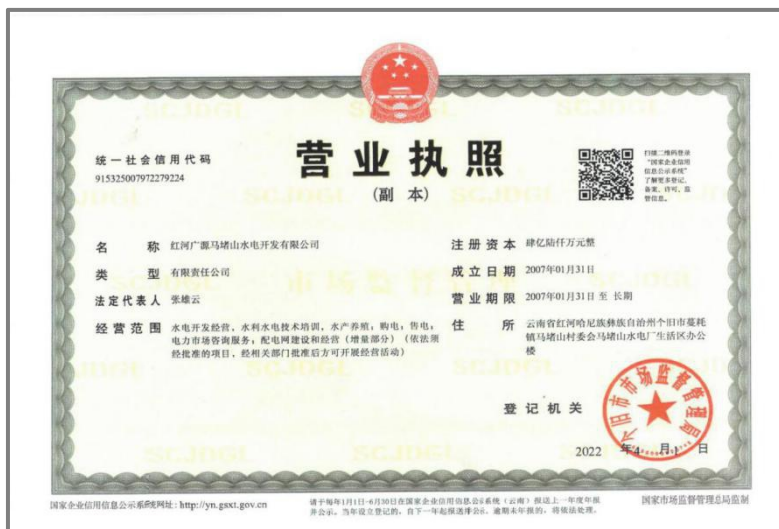 营业执照
(副本)
统一社会信用代码
915325007972279224
扫描二维码登录
“国家企业信用
信息公示系统”
了解更多登记、
备案、许可、监
管信息。
名称 红河广源马堵山水电开发有限公司
类型 有限责任公司
法定代表人 张雄云
经营范围 水电开发经营，水利水电技术培训，水产养殖；购电；售电；
电力市场咨询服务；配电网建设和经营（增量部分）（依法须
经批准的项目，经相关部门批准后方可开展经营活动）
注册资本 肆亿陆仟万元整
成立日期 2007年01月31日
营业期限 2007年01月31日 至 长期
住所 云南省红河哈尼族彝族自治州个旧市蔓耗
镇马堵山村委会马堵山水电厂生活区办公
楼
登记机关
个旧市市场监督管理局
2022 年4 月1 日
SCJDGL
市场监督管理
国家企业信用信息公示系统网址: http://yn.gsxt.gov.cn
请于每年1月1日-6月30日在国家企业信用信息公示系统（云南）报送上一年度年报
并公示。当年设立登记的，自下一年起报送并公示。逾期未年报的，将依法处理。
国家市场监督管理总局监制